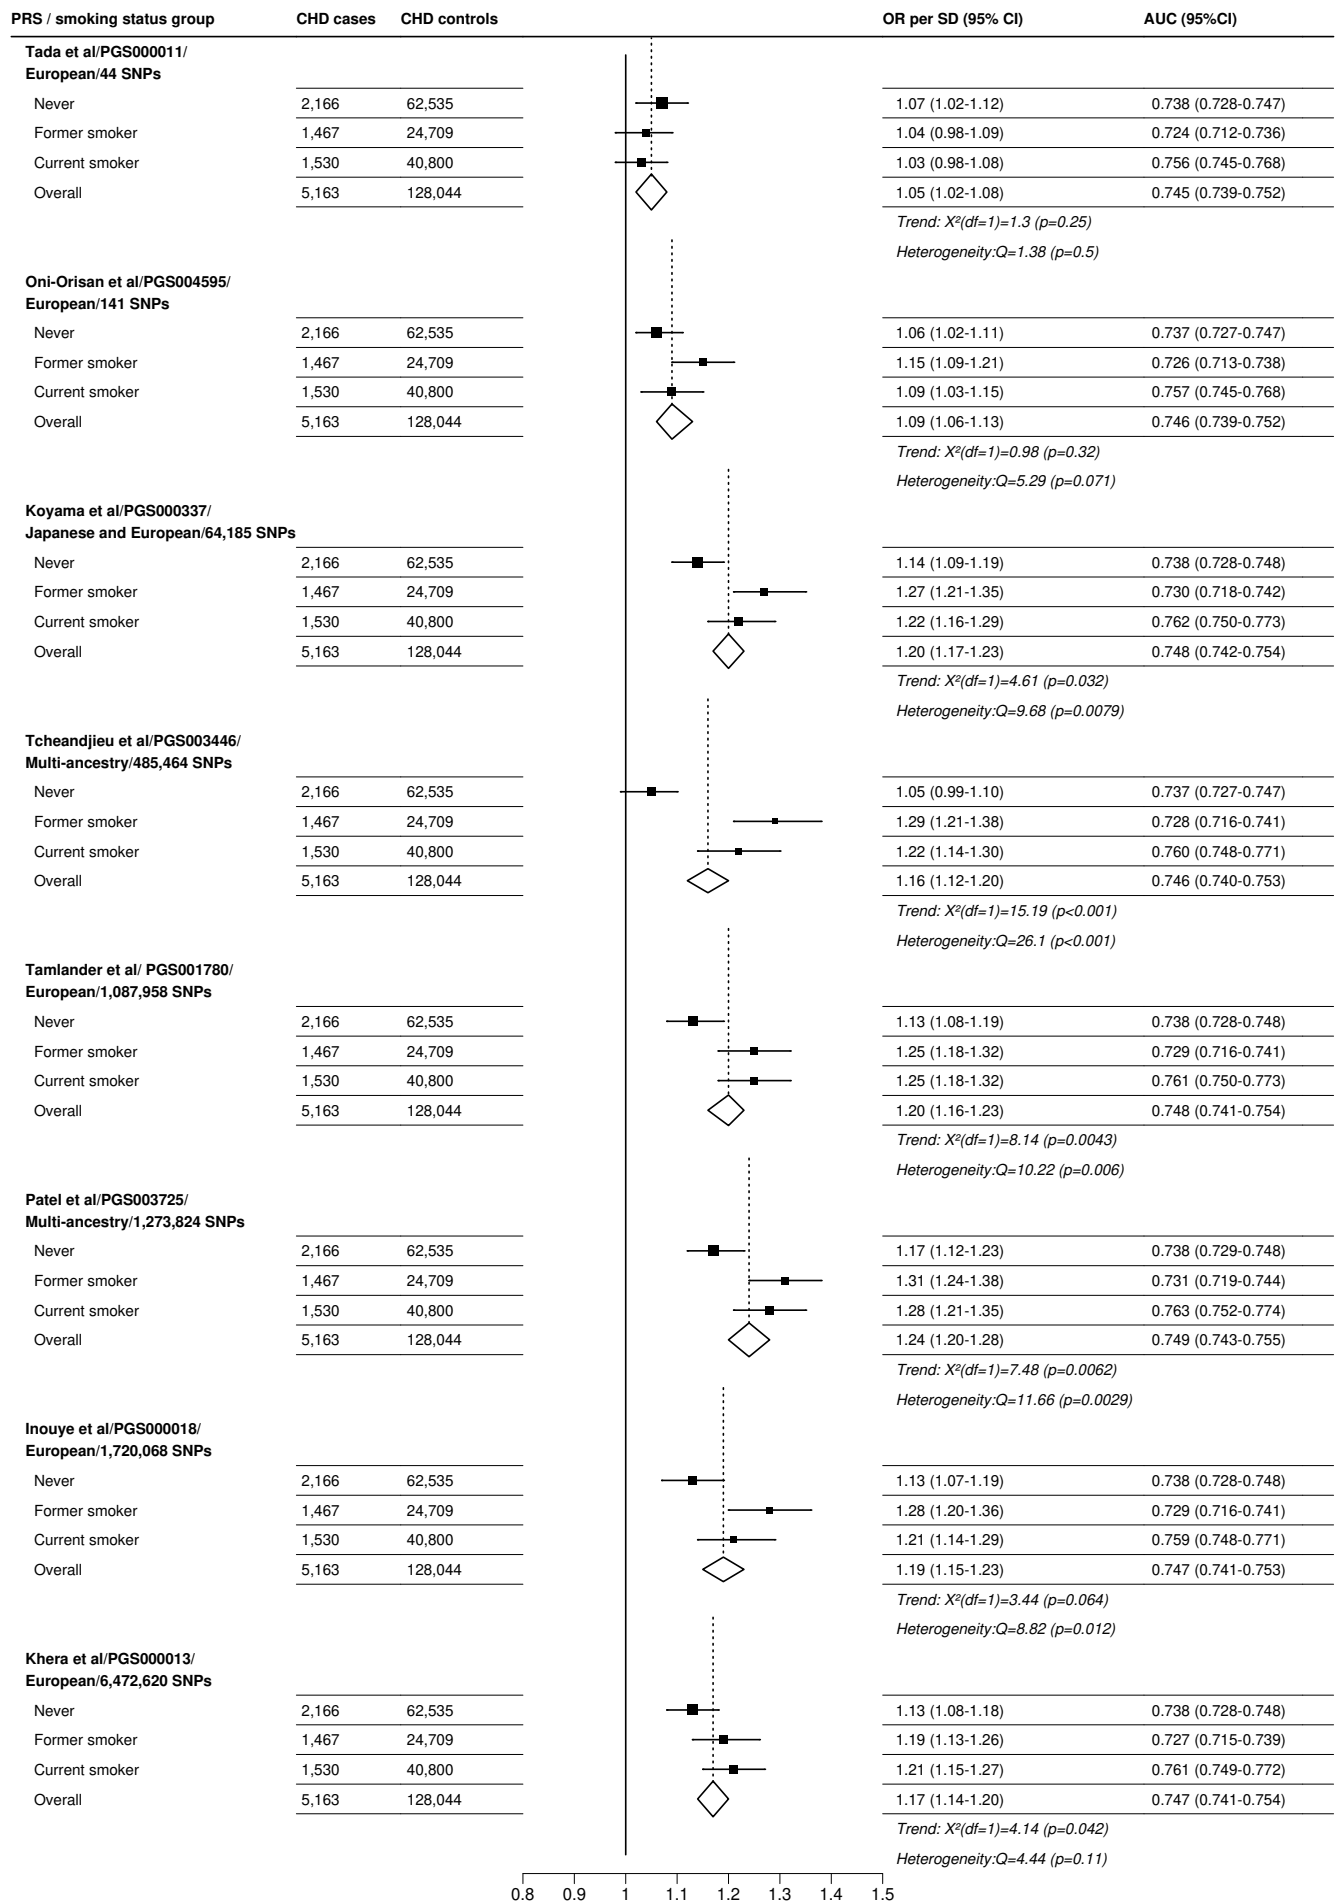 PRS / smoking status group CHD cases CHD controls OR per SD (95% CI) AUC (95%CI)
Tada et al/PGS000011/
European/44 SNPs
Never 2,166 62,535 1.07 (1.02-1.12) 0.738 (0.728-0.747)
Former smoker 1,467 24,709 1.04 (0.98-1.09) 0.724 (0.712-0.736)
Current smoker 1,530 40,800 1.03 (0.98-1.08) 0.756 (0.745-0.768)
Overall 5,163 128,044 1.05 (1.02-1.08) 0.745 (0.739-0.752)
Trend: X²(df=1)=1.3 (p=0.25)
Heterogeneity:Q=1.38 (p=0.5)
Oni-Orisan et al/PGS004595/
European/141 SNPs
Never 2,166 62,535 1.06 (1.02-1.11) 0.737 (0.727-0.747)
Former smoker 1,467 24,709 1.15 (1.09-1.21) 0.726 (0.713-0.738)
Current smoker 1,530 40,800 1.09 (1.03-1.15) 0.757 (0.745-0.768)
Overall 5,163 128,044 1.09 (1.06-1.13) 0.746 (0.739-0.752)
Trend: X²(df=1)=0.98 (p=0.32)
Heterogeneity:Q=5.29 (p=0.071)
Koyama et al/PGS000337/
Japanese and European/64,185 SNPs
Never 2,166 62,535 1.14 (1.09-1.19) 0.738 (0.728-0.748)
Former smoker 1,467 24,709 1.27 (1.21-1.35) 0.730 (0.718-0.742)
Current smoker 1,530 40,800 1.22 (1.16-1.29) 0.762 (0.750-0.773)
Overall 5,163 128,044 1.20 (1.17-1.23) 0.748 (0.742-0.754)
Trend: X²(df=1)=4.61 (p=0.032)
Heterogeneity:Q=9.68 (p=0.0079)
Tcheandjieu et al/PGS003446/
Multi-ancestry/485,464 SNPs
Never 2,166 62,535 1.05 (0.99-1.10) 0.737 (0.727-0.747)
Former smoker 1,467 24,709 1.29 (1.21-1.38) 0.728 (0.716-0.741)
Current smoker 1,530 40,800 1.22 (1.14-1.30) 0.760 (0.748-0.771)
Overall 5,163 128,044 1.16 (1.12-1.20) 0.746 (0.740-0.753)
Trend: X²(df=1)=15.19 (p<0.001)
Heterogeneity:Q=26.1 (p<0.001)
Tamlander et al/ PGS001780/
European/1,087,958 SNPs
Never 2,166 62,535 1.13 (1.08-1.19) 0.738 (0.728-0.748)
Former smoker 1,467 24,709 1.25 (1.18-1.32) 0.729 (0.716-0.741)
Current smoker 1,530 40,800 1.25 (1.18-1.32) 0.761 (0.750-0.773)
Overall 5,163 128,044 1.20 (1.16-1.23) 0.748 (0.741-0.754)
Trend: X²(df=1)=8.14 (p=0.0043)
Heterogeneity:Q=10.22 (p=0.006)
Patel et al/PGS003725/
Multi-ancestry/1,273,824 SNPs
Never 2,166 62,535 1.17 (1.12-1.23) 0.738 (0.729-0.748)
Former smoker 1,467 24,709 1.31 (1.24-1.38) 0.731 (0.719-0.744)
Current smoker 1,530 40,800 1.28 (1.21-1.35) 0.763 (0.752-0.774)
Overall 5,163 128,044 1.24 (1.20-1.28) 0.749 (0.743-0.755)
Trend: X²(df=1)=7.48 (p=0.0062)
Heterogeneity:Q=11.66 (p=0.0029)
Inouye et al/PGS000018/
European/1,720,068 SNPs
Never 2,166 62,535 1.13 (1.07-1.19) 0.738 (0.728-0.748)
Former smoker 1,467 24,709 1.28 (1.20-1.36) 0.729 (0.716-0.741)
Current smoker 1,530 40,800 1.21 (1.14-1.29) 0.759 (0.748-0.771)
Overall 5,163 128,044 1.19 (1.15-1.23) 0.747 (0.741-0.753)
Trend: X²(df=1)=3.44 (p=0.064)
Heterogeneity:Q=8.82 (p=0.012)
Khera et al/PGS000013/
European/6,472,620 SNPs
Never 2,166 62,535 1.13 (1.08-1.18) 0.738 (0.728-0.748)
Former smoker 1,467 24,709 1.19 (1.13-1.26) 0.727 (0.715-0.739)
Current smoker 1,530 40,800 1.21 (1.15-1.27) 0.761 (0.749-0.772)
Overall 5,163 128,044 1.17 (1.14-1.20) 0.747 (0.741-0.754)
Trend: X²(df=1)=4.14 (p=0.042)
Heterogeneity:Q=4.44 (p=0.11)
0.8 0.9 1 1.1 1.2 1.3 1.4 1.5